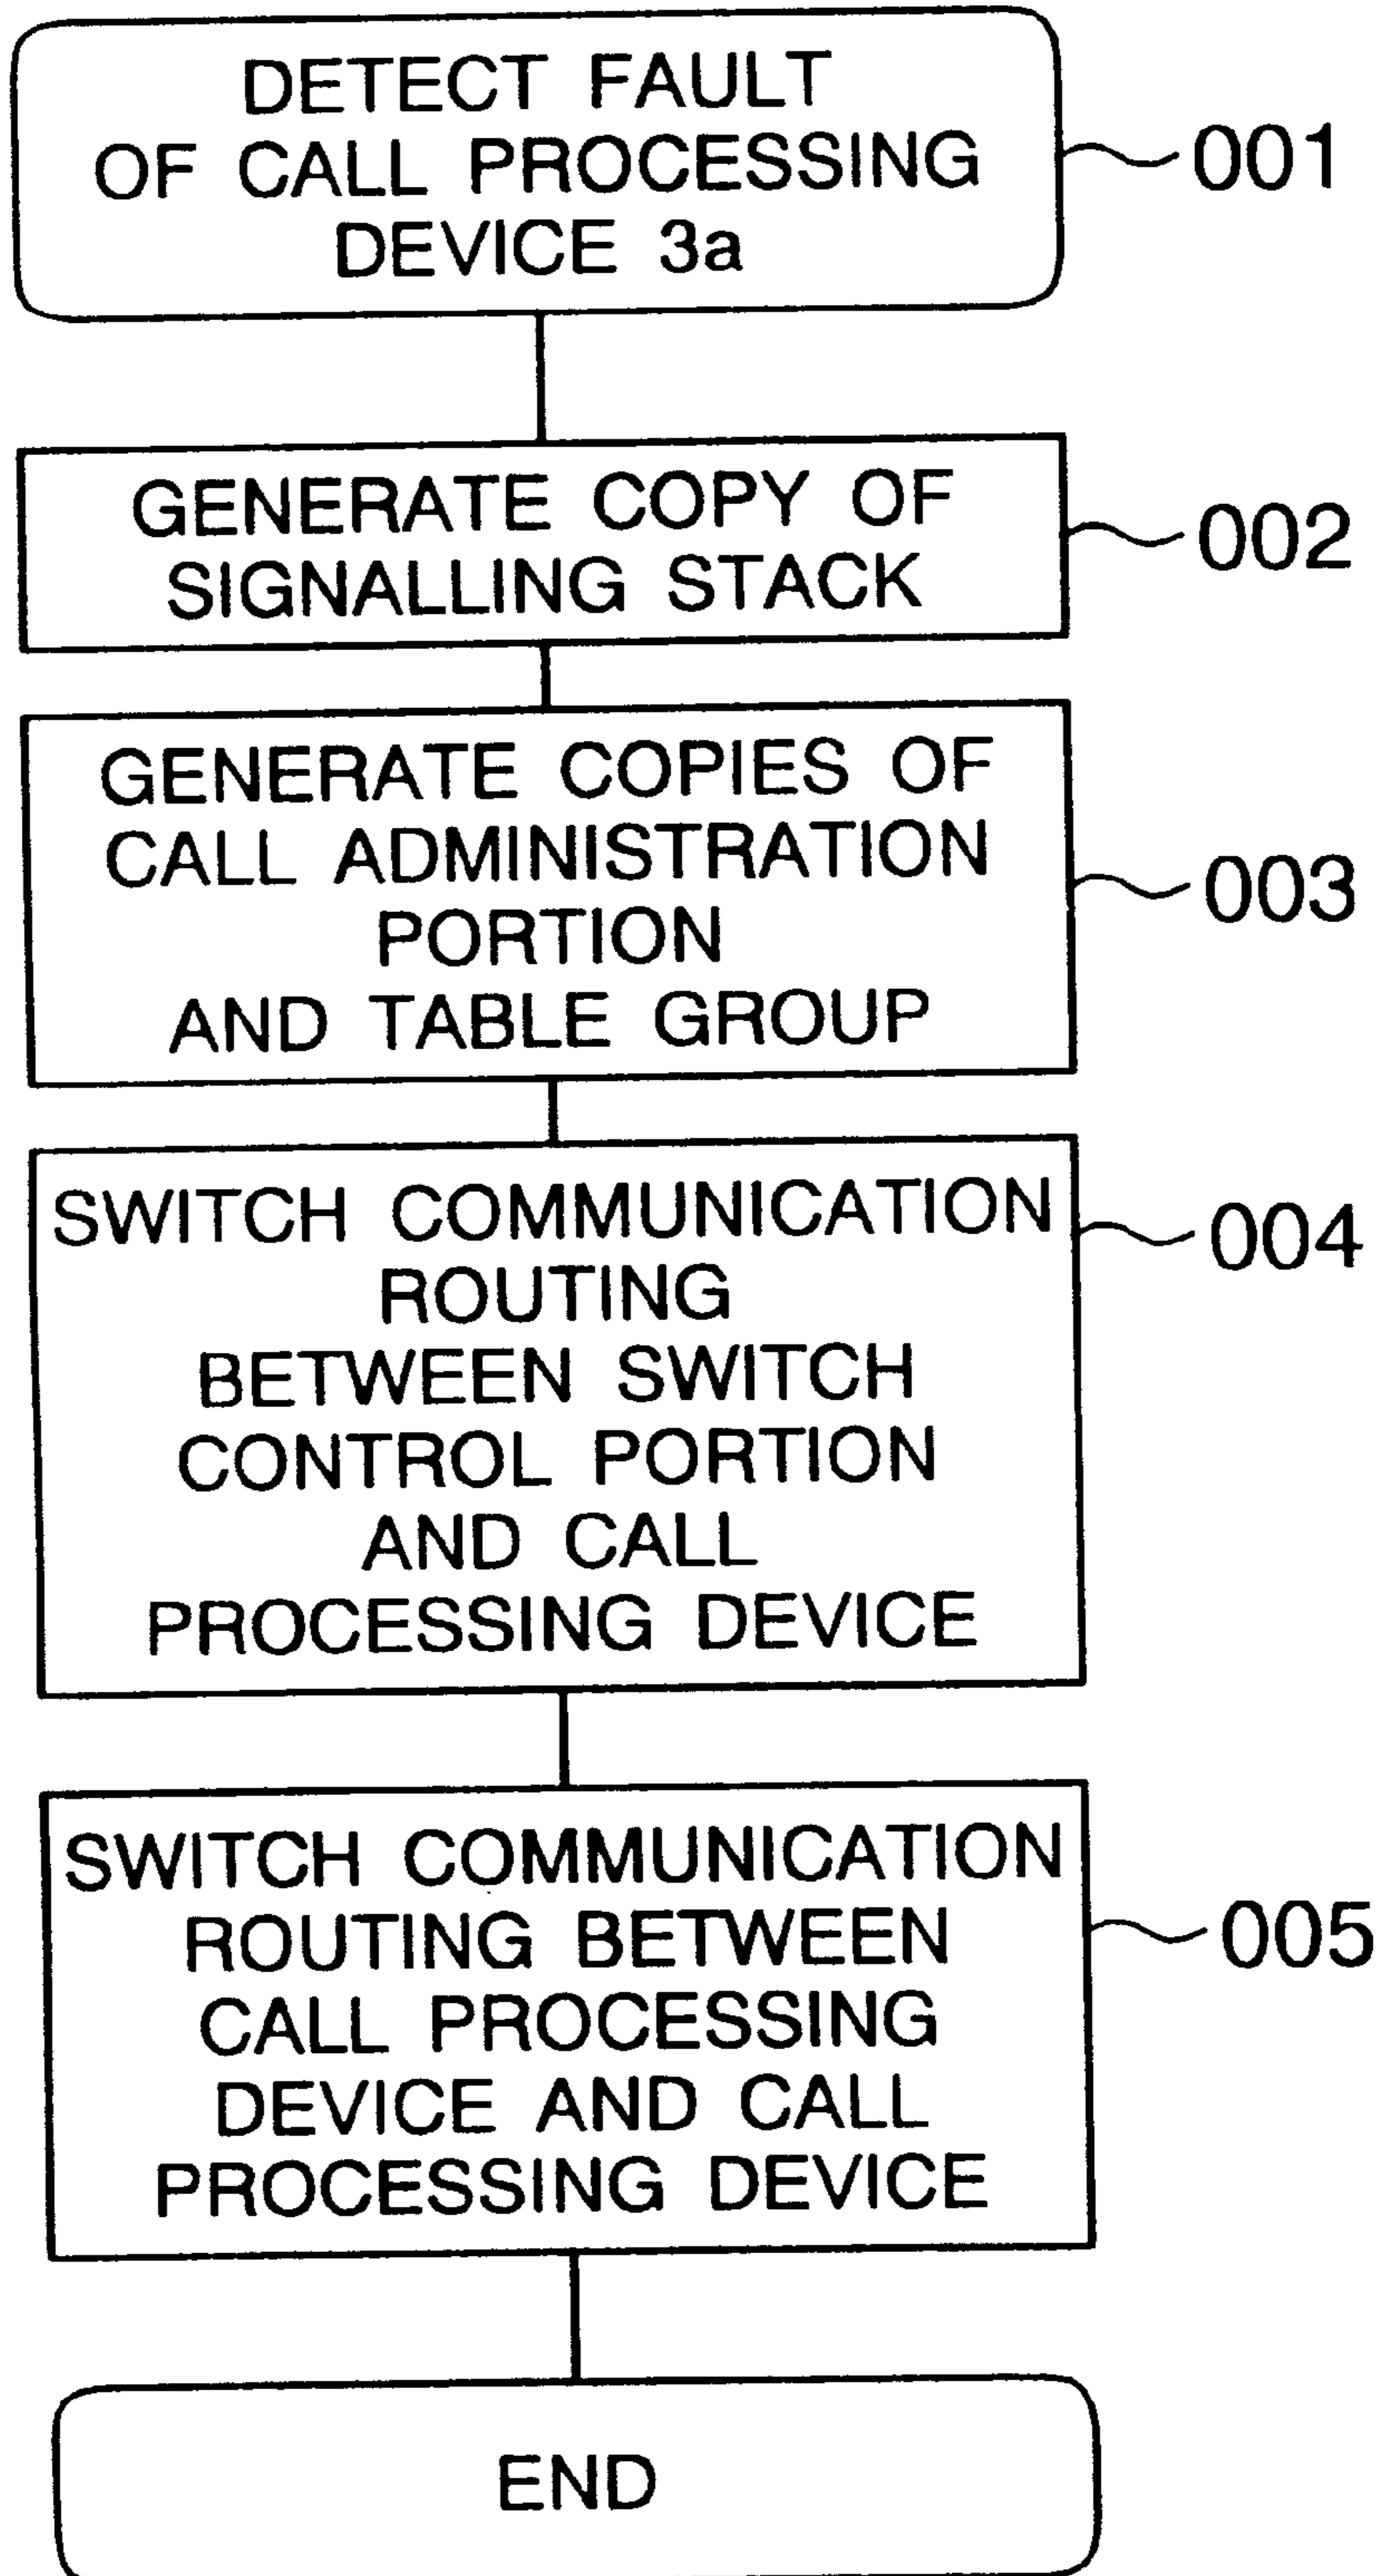 DETECT FAULT
OF CALL PROCESSING
DEVICE 3a
001
GENERATE COPY OF
SIGNALLING STACK
002
GENERATE COPIES OF
CALL ADMINISTRATION
PORTION
AND TABLE GROUP
003
SWITCH COMMUNICATION
ROUTING
BETWEEN SWITCH
CONTROL PORTION
AND CALL
PROCESSING DEVICE
004
SWITCH COMMUNICATION
ROUTING BETWEEN
CALL PROCESSING
DEVICE AND CALL
PROCESSING DEVICE
005
END